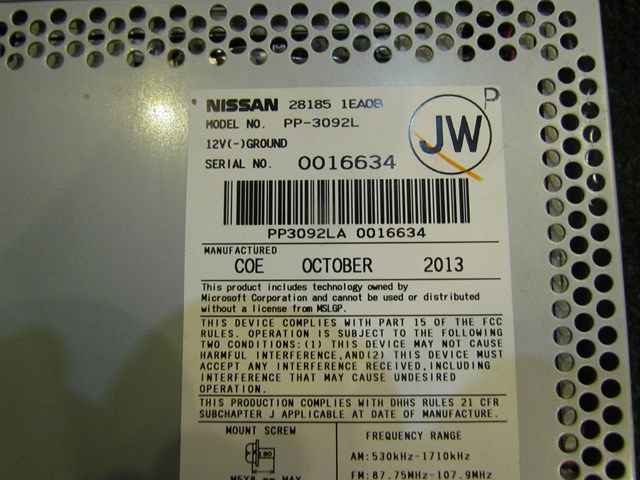 NISSAN 28185 1EA0B
P
MODEL NO. PP-3092L
JW
12V(-)GROUND
SERIAL NO. 0016634
PP3092LA 0016634
MANUFACTURED
COE OCTOBER 2013
This product includes technology owned by
Microsoft Corporation and cannot be used or distributed
without a license from MSLGP.
THIS DEVICE COMPLIES WITH PART 15 OF THE FCC
RULES. OPERATION IS SUBJECT TO THE FOLLOWING
TWO CONDITIONS:(1) THIS DEVICE MAY NOT CAUSE
HARMFUL INTERFERENCE,AND(2) THIS DEVICE MUST
ACCEPT ANY INTERFERENCE RECEIVED,INCLUDING
INTERFERENCE THAT MAY CAUSE UNDESIRED
OPERATION.
THIS PRODUCTION COMPLIES WITH DHHS RULES 21 CFR
SUBCHAPTER J APPLICABLE AT DATE OF MANUFACTURE.
MOUNT SCREW
FREQUENCY RANGE
AM:530kHz-1710kHz
FM:87.75MHz-107.9MHz
MAX